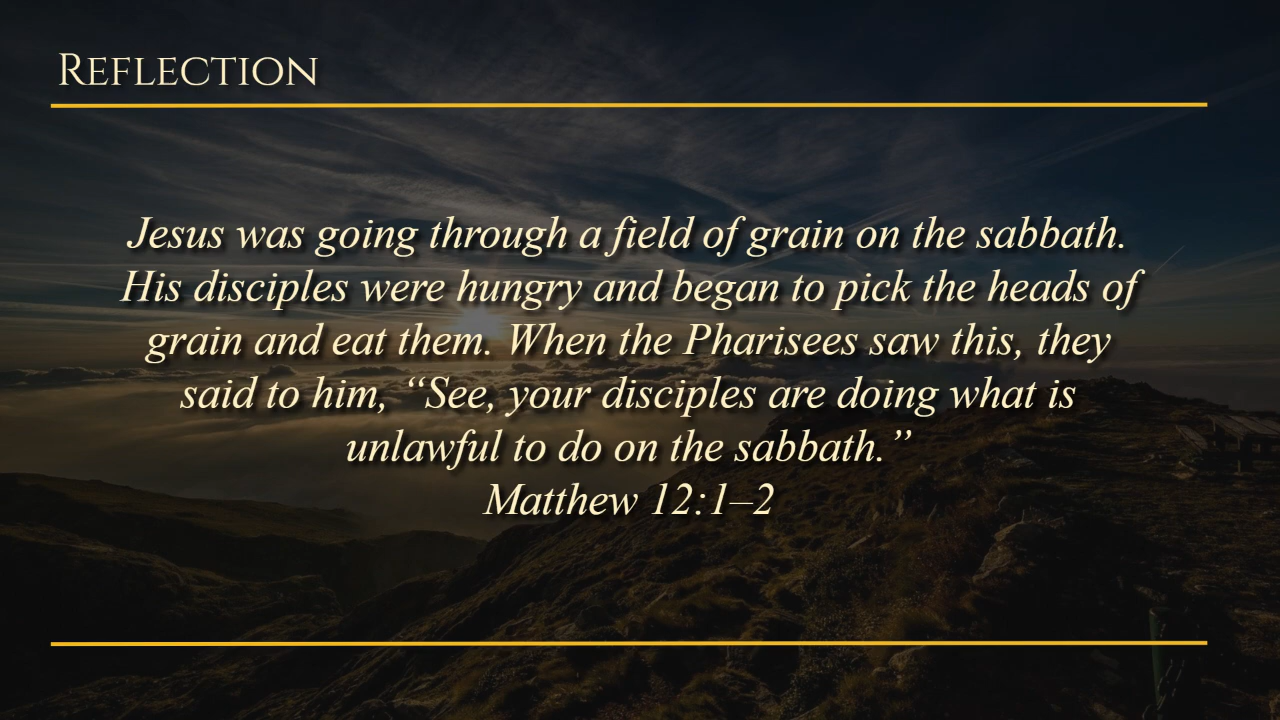 Reflection
Jesus was going through a field of grain on the sabbath.
His disciples were hungry and began to pick the heads of
grain and eat them. When the Pharisees saw this, they
said to him, “See, your disciples are doing what is
unlawful to do on the sabbath.”
Matthew 12:1–2